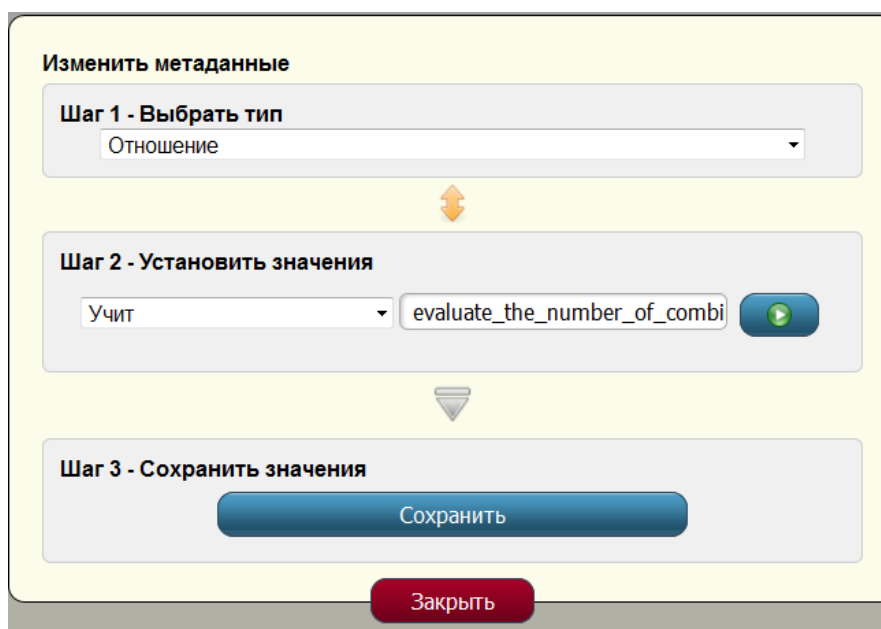 Изменить метаданные
Шаг 1 - Выбрать тип
Отношение
Шаг 2 - Установить значения
Учит evaluate_the_number_of_combi
Шаг 3 - Сохранить значения
Сохранить
Закрыть